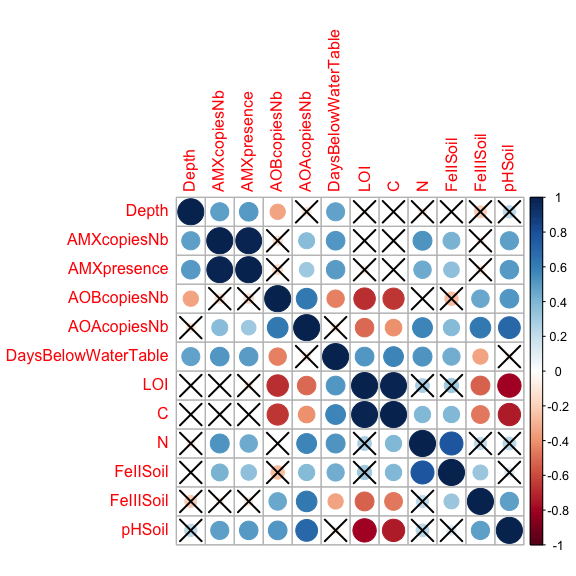 Depth
AMXcopiesNb
AMXpresence
AOBcopiesNb
AOAcopiesNb
DaysBelowWaterTable
LOI
C
N
FeIISoil
FeIIISoil
pHSoil
Depth
AMXcopiesNb
AMXpresence
AOBcopiesNb
AOAcopiesNb
DaysBelowWaterTable
LOI
C
N
FeIISoil
FeIIISoil
pHSoil
1
0.8
0.6
0.4
0.2
0
-0.2
-0.4
-0.6
-0.8
-1